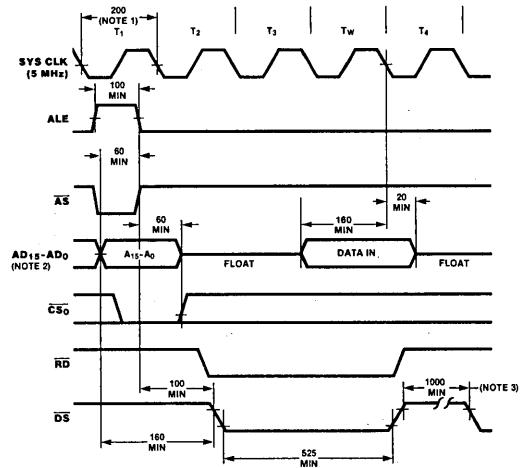 200
(NOTE 1)
T1 T2 T3 TW T4
SYS CLK
(5 MHz)
100
MIN
ALE
60
MIN
AS
60
MIN
160
MIN
20
MIN
AD15-AD0
(NOTE 2)
A15-A0
FLOAT
DATA IN
FLOAT
CS0
RD
100
MIN
1000
MIN
(NOTE 3)
DS
160
MIN
525
MIN